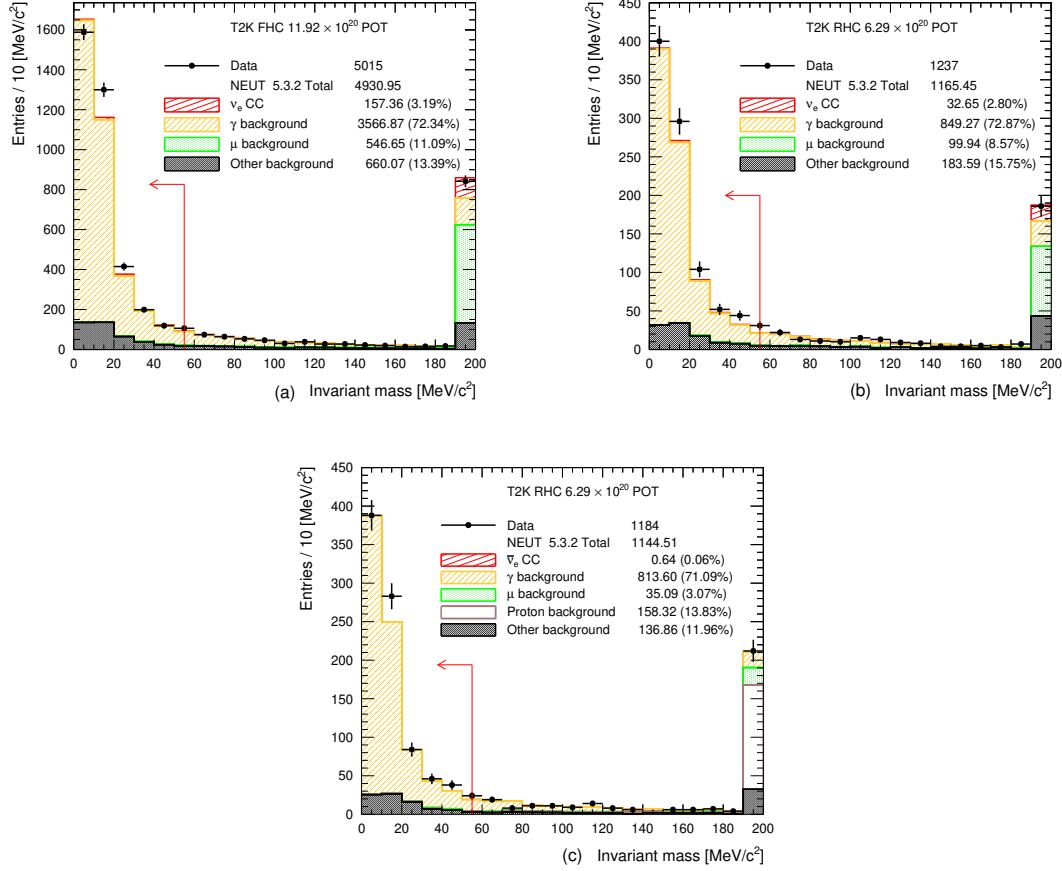 Entries / 10 [MeV/c²]
1600
1400
1200
1000
800
600
400
200
0
T2K FHC 11.92 × 10²⁰ POT
Data 5015
NEUT 5.3.2 Total 4930.95
νₑ CC 157.36 (3.19%)
γ background 3566.87 (72.34%)
μ background 546.65 (11.09%)
Other background 660.07 (13.39%)
0 20 40 60 80 100 120 140 160 180 200
(a) Invariant mass [MeV/c²]
Entries / 10 [MeV/c²]
450
400
350
300
250
200
150
100
50
0
T2K RHC 6.29 × 10²⁰ POT
Data 1237
NEUT 5.3.2 Total 1165.45
νₑ CC 32.65 (2.80%)
γ background 849.27 (72.87%)
μ background 99.94 (8.57%)
Other background 183.59 (15.75%)
0 20 40 60 80 100 120 140 160 180 200
(b) Invariant mass [MeV/c²]
Entries / 10 [MeV/c²]
450
400
350
300
250
200
150
100
50
0
T2K RHC 6.29 × 10²⁰ POT
Data 1184
NEUT 5.3.2 Total 1144.51
ν̅ₑ CC 0.64 (0.06%)
γ background 813.60 (71.09%)
μ background 35.09 (3.07%)
Proton background 158.32 (13.83%)
Other background 136.86 (11.96%)
0 20 40 60 80 100 120 140 160 180 200
(c) Invariant mass [MeV/c²]